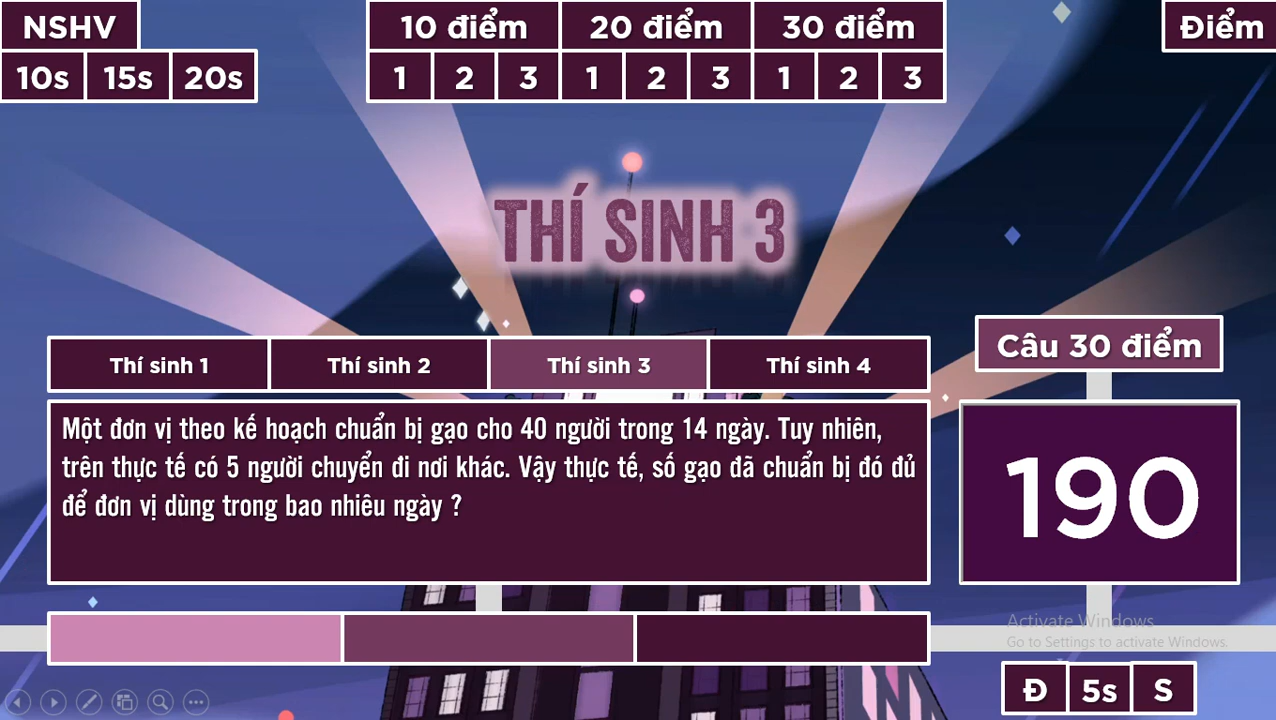 NSHV
10 điểm 20 điểm 30 điểm
Điểm
10s 15s 20s
1 2 3 1 2 3 1 2 3
THÍ SINH 3
Câu 30 điểm
Thí sinh 1 Thí sinh 2 Thí sinh 3 Thí sinh 4
Một đơn vị theo kế hoạch chuẩn bị gạo cho 40 người trong 14 ngày. Tuy nhiên,
trên thực tế có 5 người chuyển đi nơi khác. Vậy thực tế, số gạo đã chuẩn bị đó đủ
để đơn vị dùng trong bao nhiêu ngày ?
190
Activate Windows
Go to Settings to activate Windows.
Đ 5s S